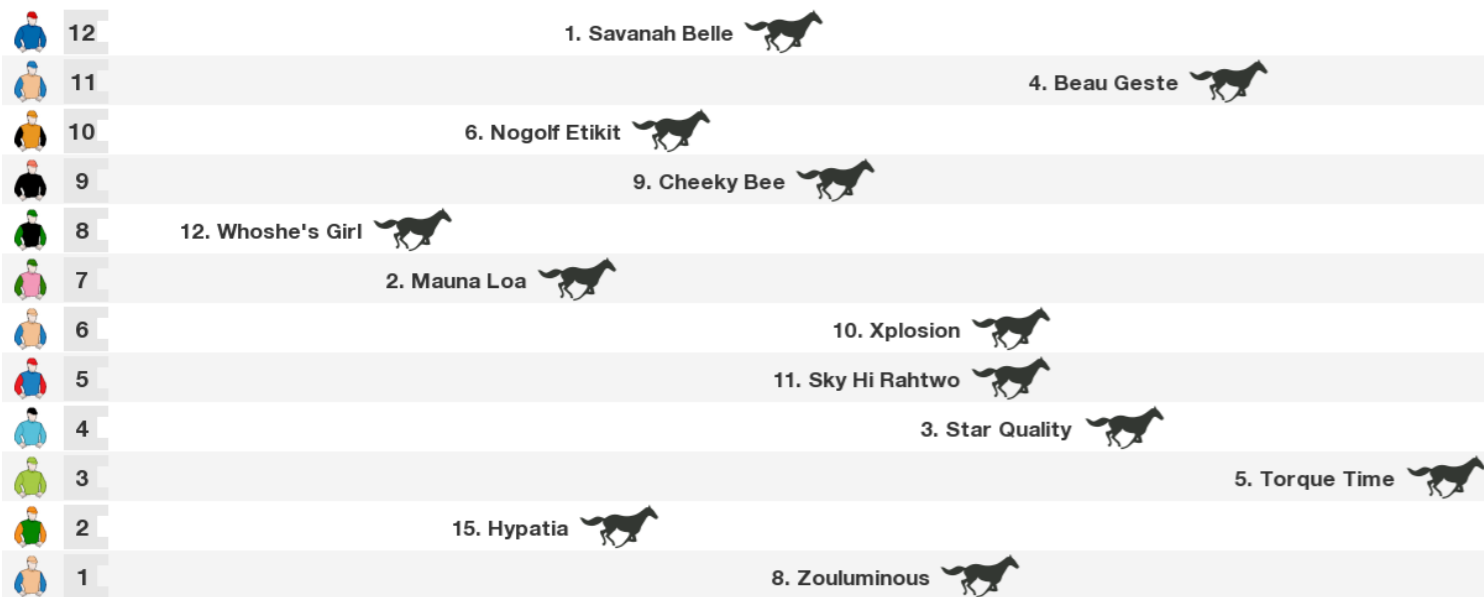 12 1. Savanah Belle
11 4. Beau Geste
10 6. Nogolf Etikit
9 9. Cheeky Bee
8 12. Whoshe's Girl
7 2. Mauna Loa
6 10. Xplosion
5 11. Sky Hi Rahtwo
4 3. Star Quality
3 5. Torque Time
2 15. Hypatia
1 8. Zouluminous